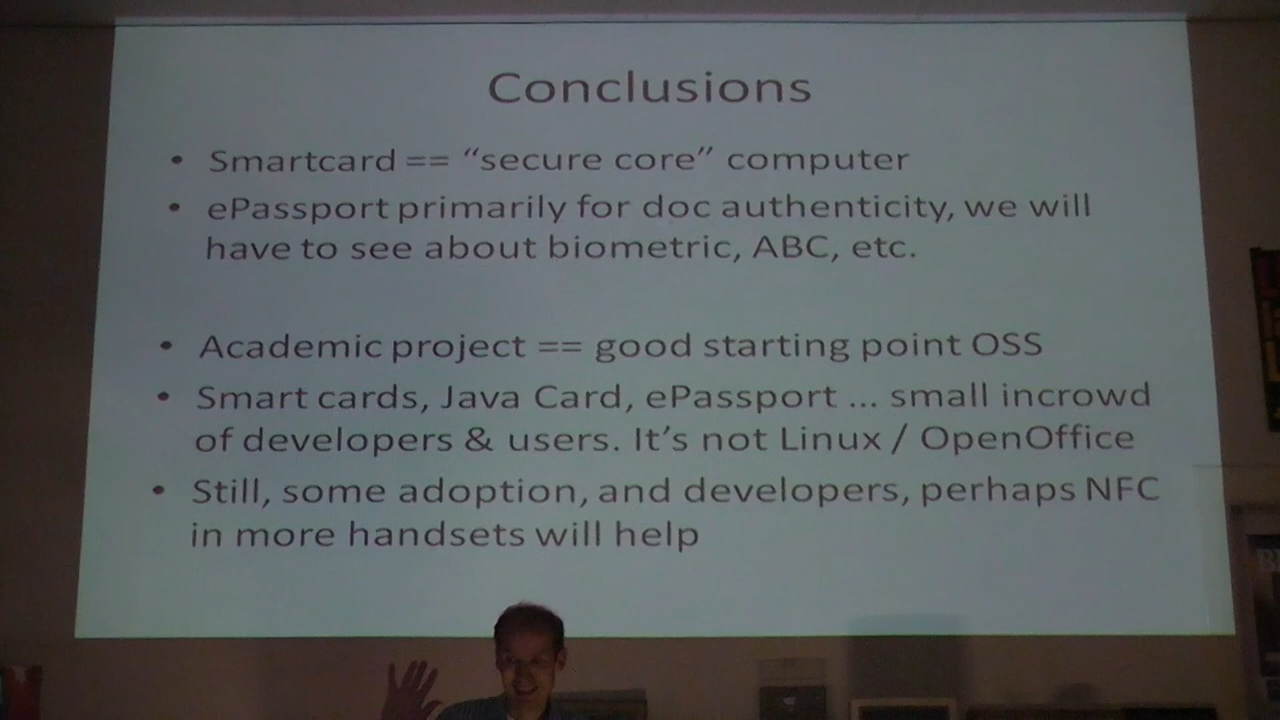 Conclusions
• Smartcard == “secure core” computer
• ePassport primarily for doc authenticity, we will
have to see about biometric, ABC, etc.
• Academic project == good starting point OSS
• Smart cards, Java Card, ePassport ... small incrowd
of developers & users. It’s not Linux / OpenOffice
• Still, some adoption, and developers, perhaps NFC
in more handsets will help